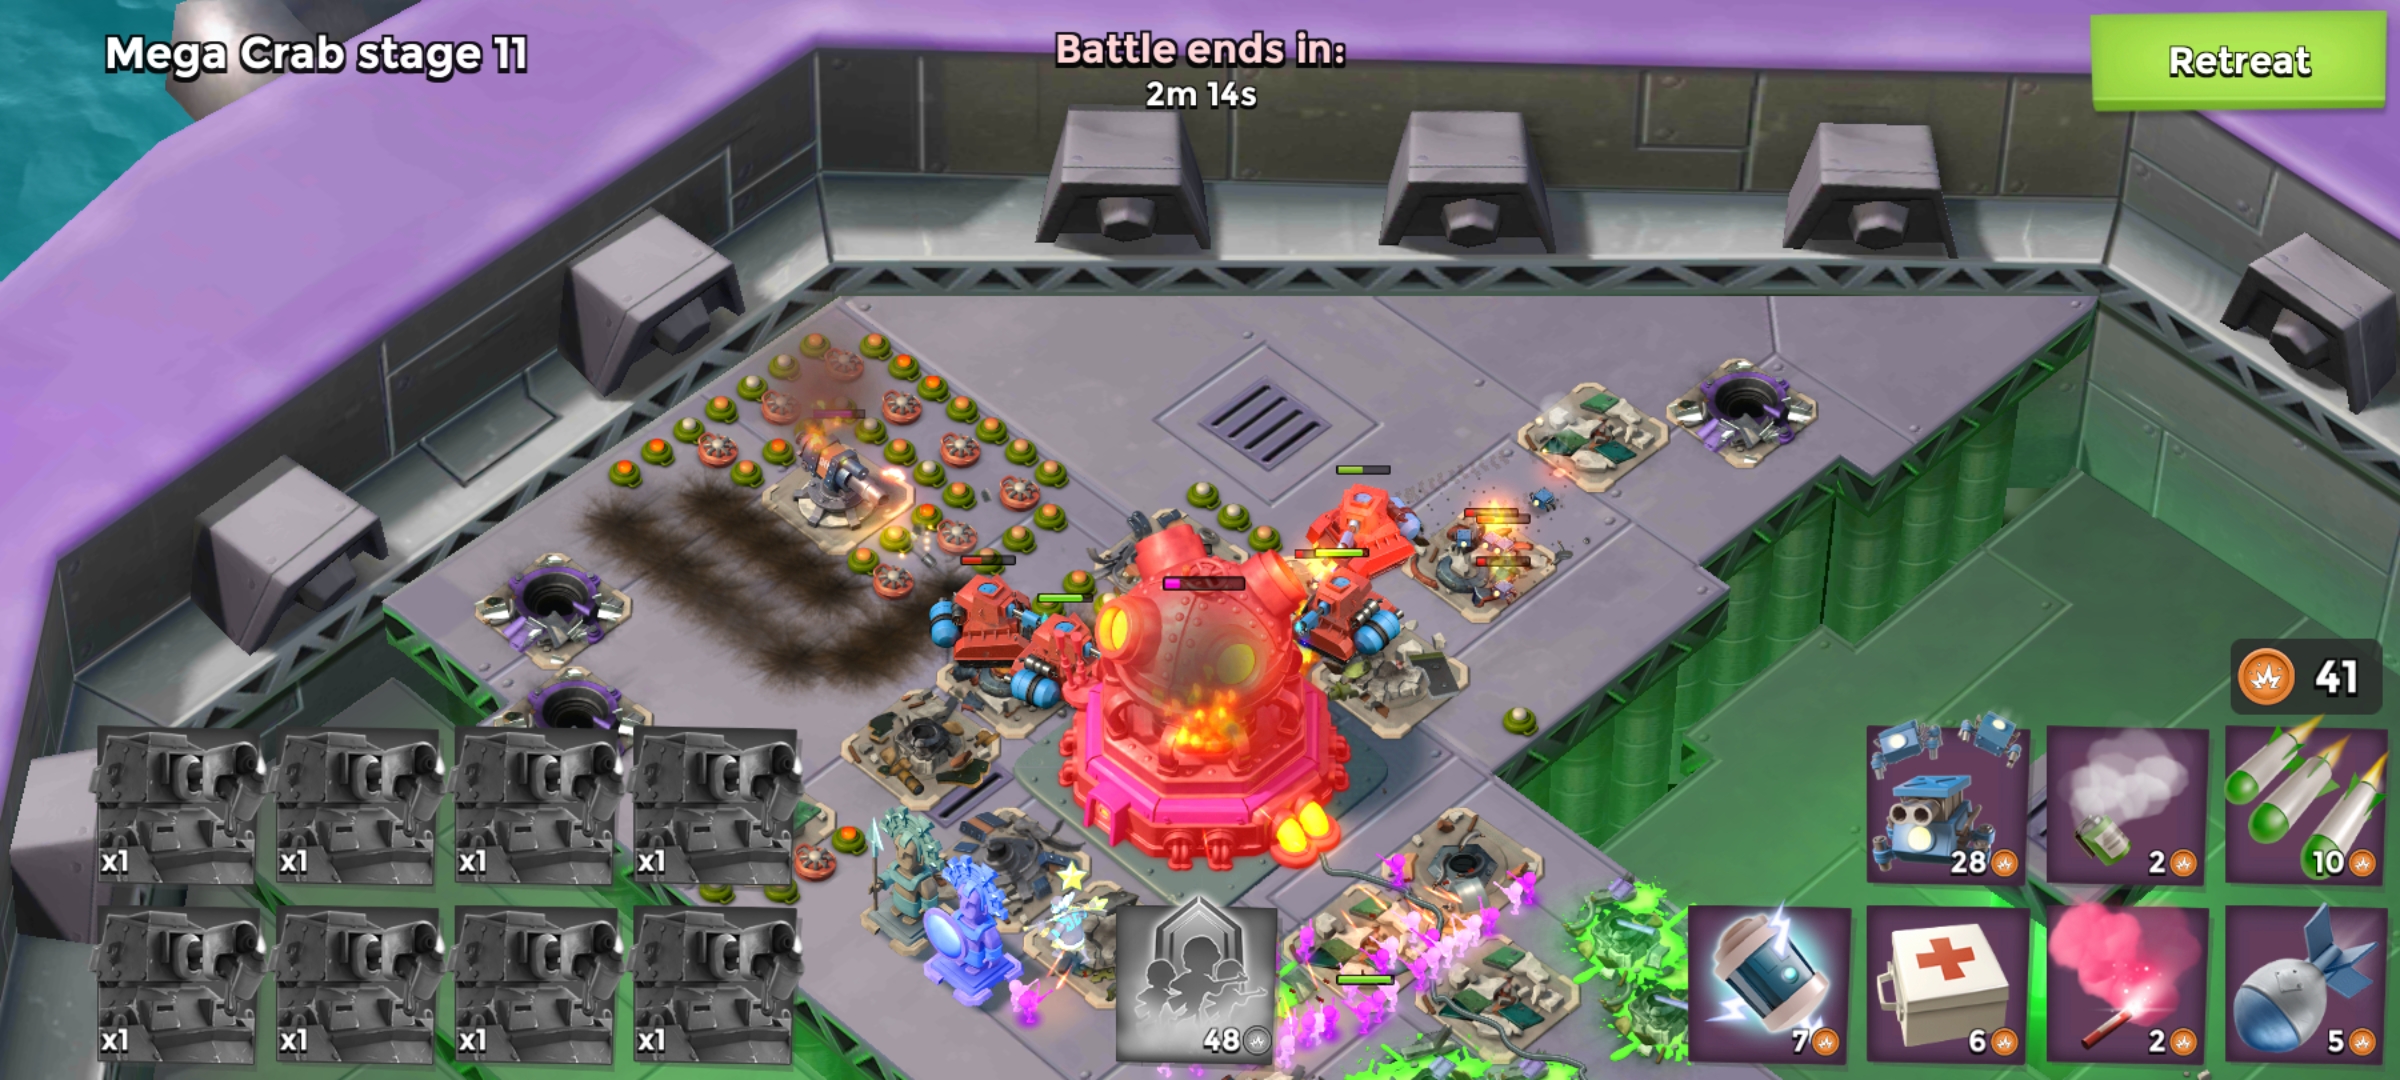 Mega Crab stage 11
Battle ends in:
2m 14s
Retreat
41
28
2
10
x1
x1
x1
x1
x1
x1
x1
x1
48
7
6
2
5